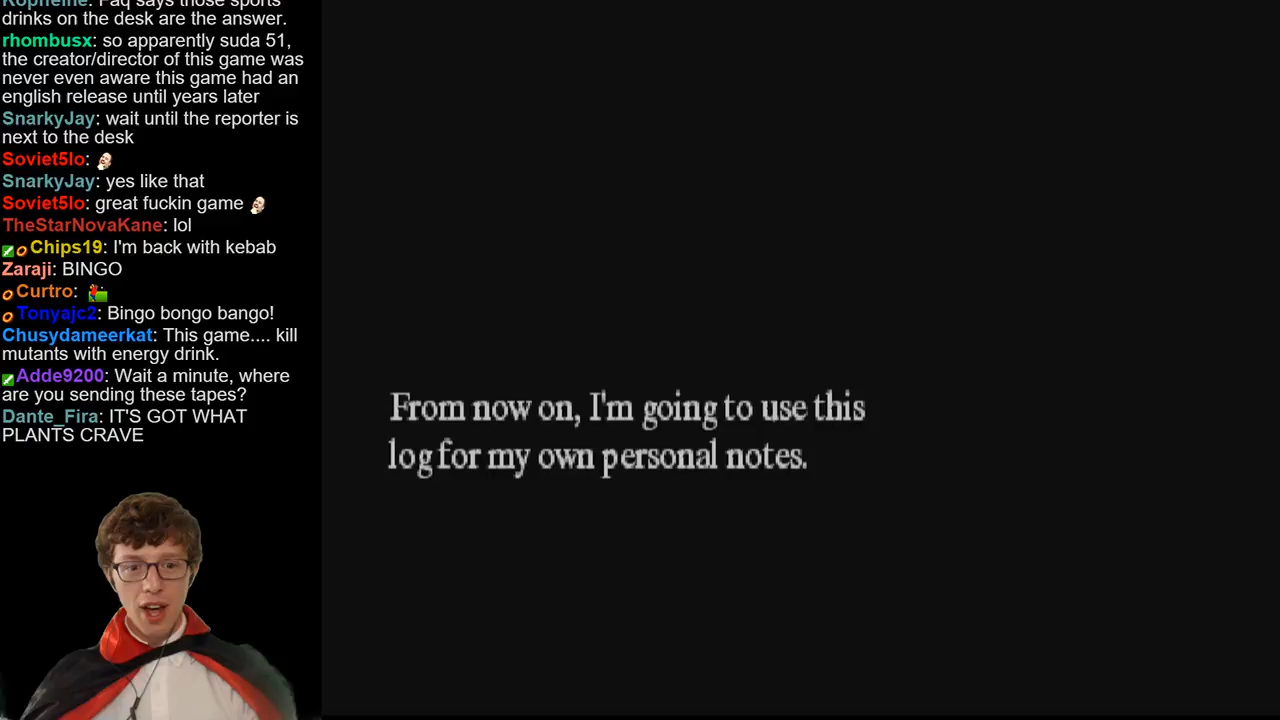 Kopheine: Faq says those sports
drinks on the desk are the answer.
rhombusx: so apparently suda 51,
the creator/director of this game was
never even aware this game had an
english release until years later
SnarkyJay: wait until the reporter is
next to the desk
Soviet5lo:
SnarkyJay: yes like that
Soviet5lo: great fuckin game
TheStarNovaKane: lol
Chips19: I'm back with kebab
Zaraji: BINGO
Curtro:
Tonyajc2: Bingo bongo bango!
Chusydameerkat: This game.... kill
mutants with energy drink.
Adde9200: Wait a minute, where
are you sending these tapes?
Dante_Fira: IT'S GOT WHAT
PLANTS CRAVE
From now on, I'm going to use this
log for my own personal notes.